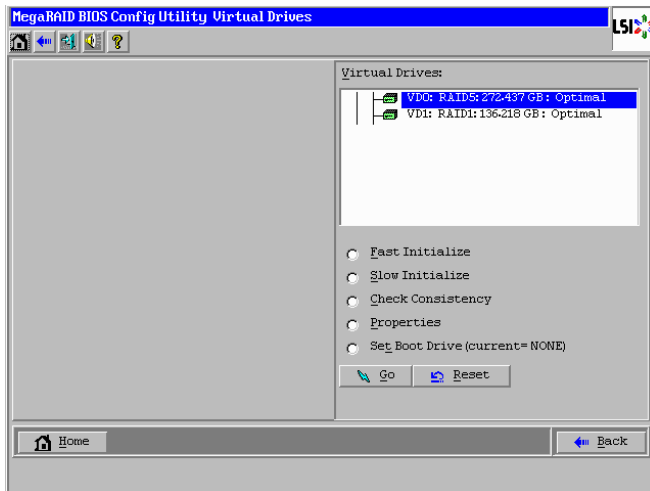 MegaRAID BIOS Config Utility Virtual Drives
LSI
Virtual Drives:
VD0: RAID5: 272.437 GB: Optimal
VD1: RAID1: 136.218 GB: Optimal
Fast Initialize
Slow Initialize
Check Consistency
Properties
Set Boot Drive (current= NONE)
Go
Reset
Home
Back